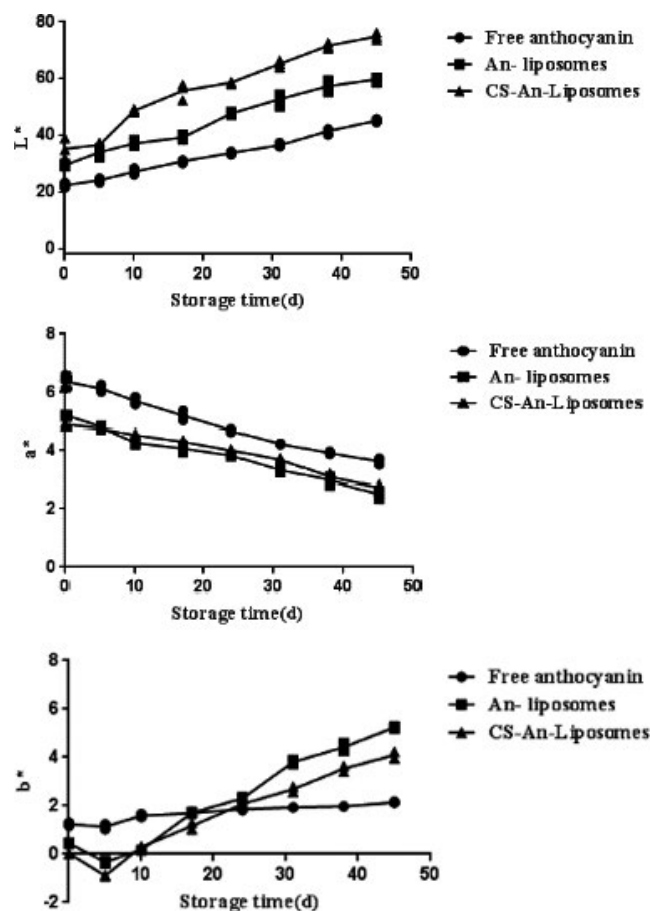 80
60
40
20
0
L*
0 10 20 30 40 50
Storage time(d)
Free anthocyanin
An- liposomes
CS-An-Liposomes
8
6
4
2
0
a*
0 10 20 30 40 50
Storage time(d)
Free anthocyanin
An- liposomes
CS-An-Liposomes
8
6
4
2
0
-2
b*
10 20 30 40 50
Storage time(d)
Free anthocyanin
An- liposomes
CS-An-Liposomes